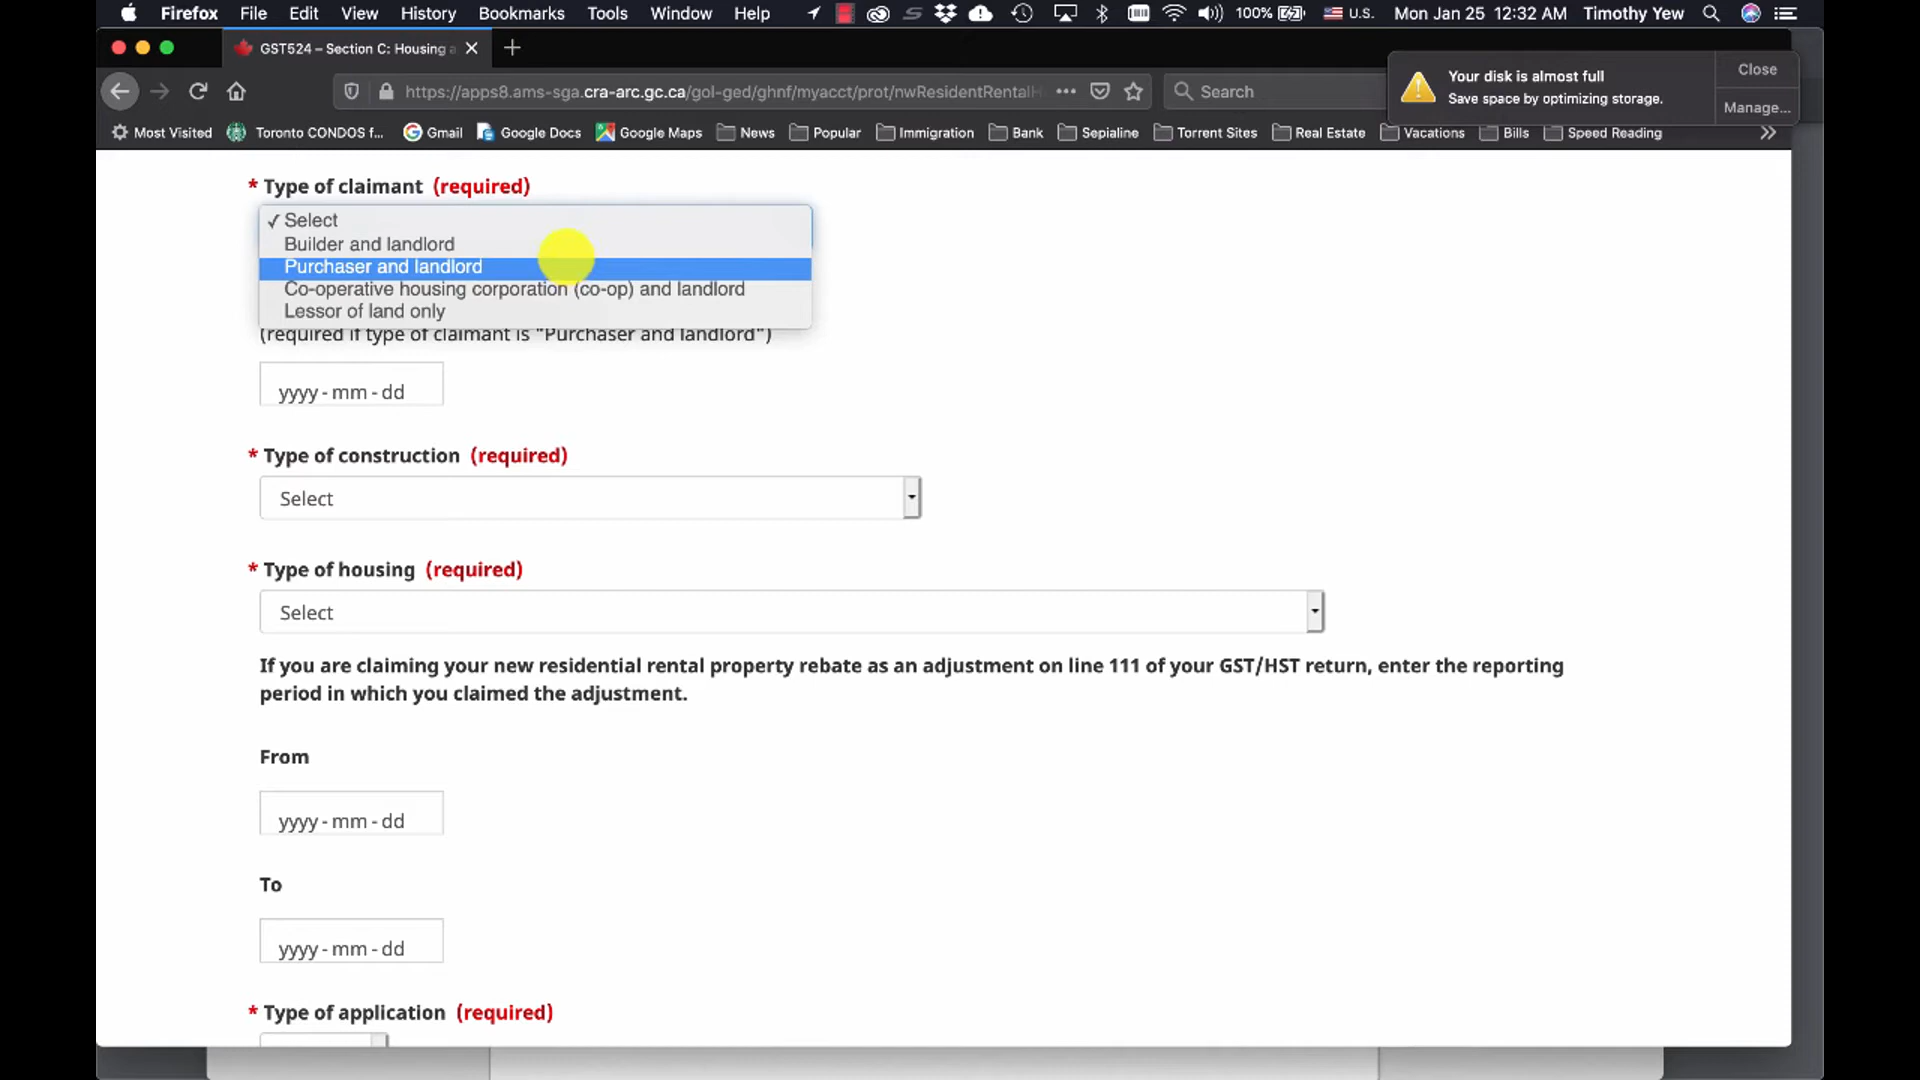 Firefox File Edit View History Bookmarks Tools Window Help 100% U.S. Mon Jan 25 12:32 AM Timothy Yew
GST524 – Section C: Housing a
https://apps8.ams-sga.cra-arc.gc.ca/gol-ged/ghnf/myacct/prot/nwResidentRental Search
Your disk is almost full
Save space by optimizing storage.
Close
Manage...
Most Visited Toronto CONDOS f... Gmail Google Docs Google Maps News Popular Immigration Bank Sepialine Torrent Sites Real Estate Vacations Bills Speed Reading
* Type of claimant (required)
✓ Select
Builder and landlord
Purchaser and landlord
Co-operative housing corporation (co-op) and landlord
Lessor of land only
(required if type of claimant is "Purchaser and landlord")
yyyy - mm - dd
* Type of construction (required)
Select
* Type of housing (required)
Select
If you are claiming your new residential rental property rebate as an adjustment on line 111 of your GST/HST return, enter the reporting
period in which you claimed the adjustment.
From
yyyy - mm - dd
To
yyyy - mm - dd
* Type of application (required)